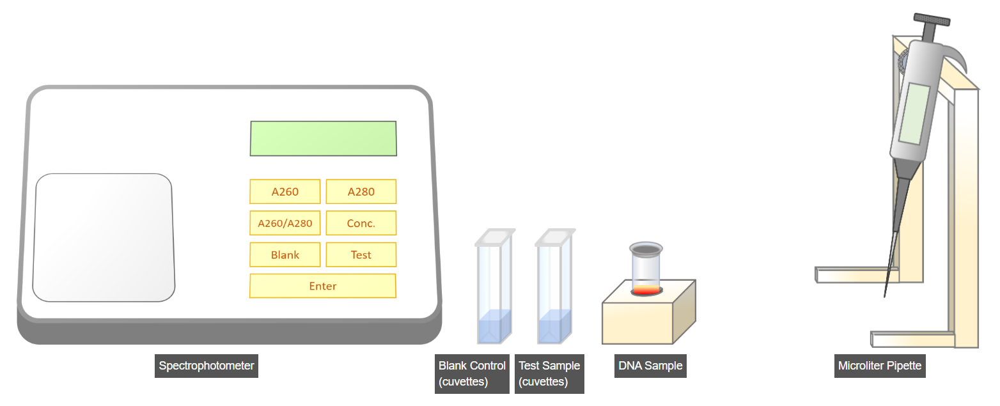 A260
A280
A260/A280
Conc.
Blank
Test
Enter
Spectrophotometer
Blank Control
(cuvettes)
Test Sample
(cuvettes)
DNA Sample
Microliter Pipette